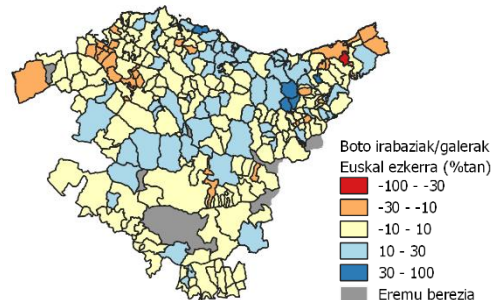 Boto irabaziak/galerak
Euskal ezkerra (%tan)
-100 - -30
-30 - -10
-10 - 10
10 - 30
30 - 100
Eremu berezia